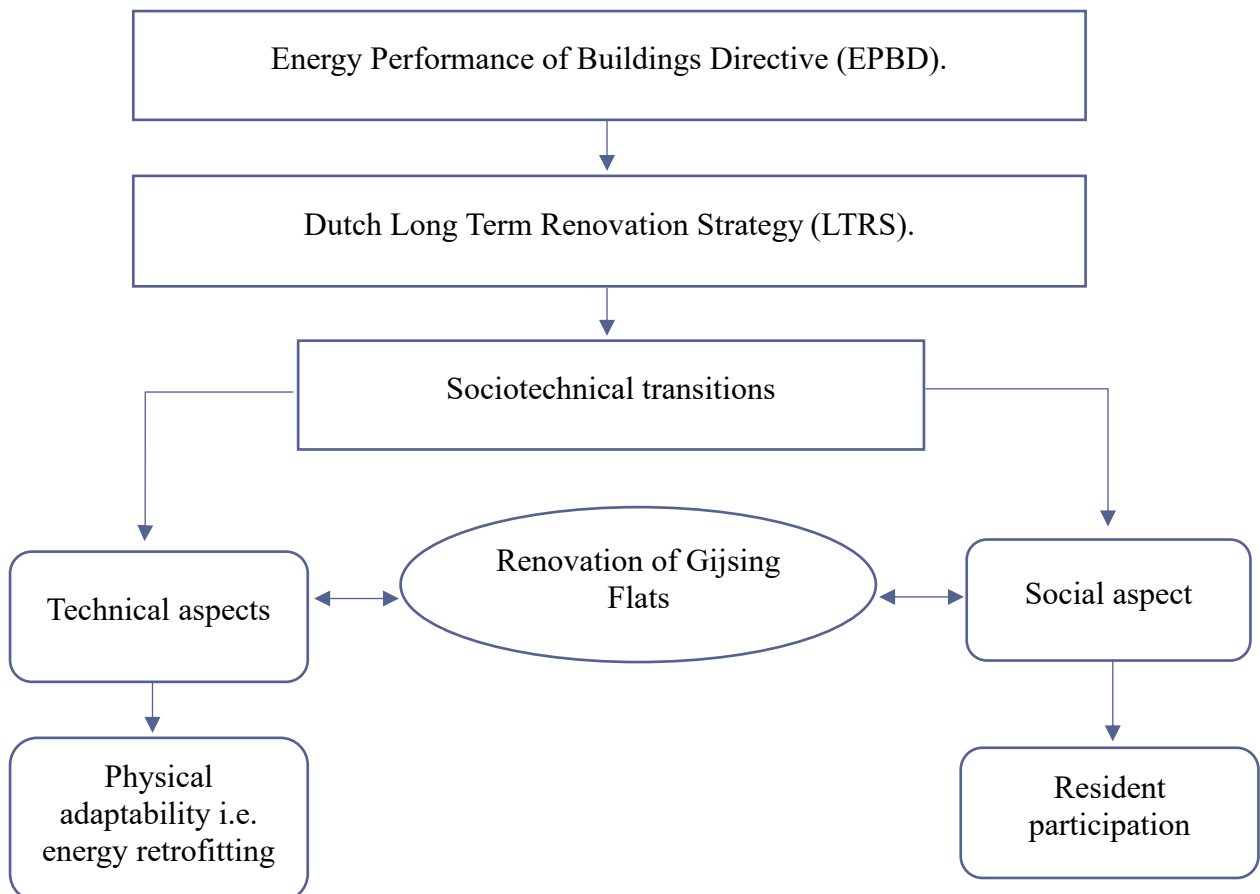 Energy Performance of Buildings Directive (EPBD).
Dutch Long Term Renovation Strategy (LTRS).
Sociotechnical transitions
Renovation of Gijsing
Flats
Technical aspects
Social aspect
Physical
adaptability i.e.
energy retrofitting
Resident
participation